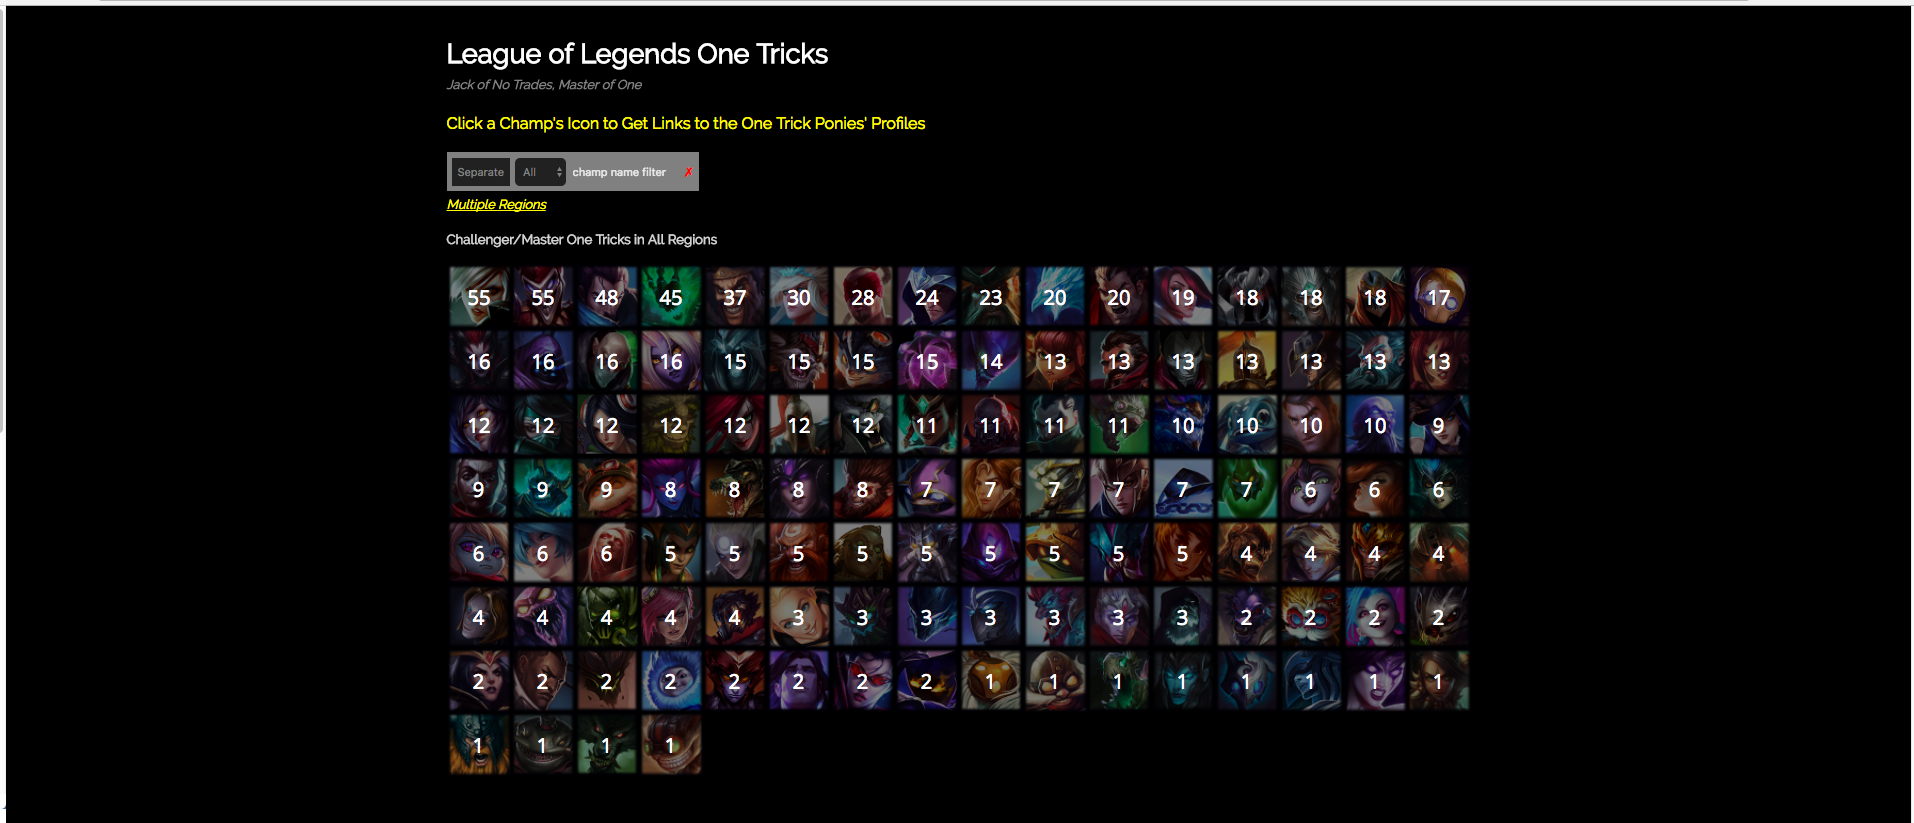 League of Legends One Tricks
Jack of No Trades, Master of One
Click a Champ's Icon to Get Links to the One Trick Ponies' Profiles
Separate All champ name filter ✗
Multiple Regions
Challenger/Master One Tricks in All Regions
55 55 48 45 37 30 28 24 23 20 20 19 18 18 18 17
16 16 16 16 15 15 15 15 14 13 13 13 13 13 13 13
12 12 12 12 12 12 12 11 11 11 11 10 10 10 10 9
9 9 9 8 8 8 8 7 7 7 7 7 7 6 6 6
6 6 6 5 5 5 5 5 5 5 5 5 4 4 4 4
4 4 4 4 4 3 3 3 3 3 3 3 2 2 2 2
2 2 2 2 2 2 2 2 1 1 1 1 1 1 1 1
1 1 1 1